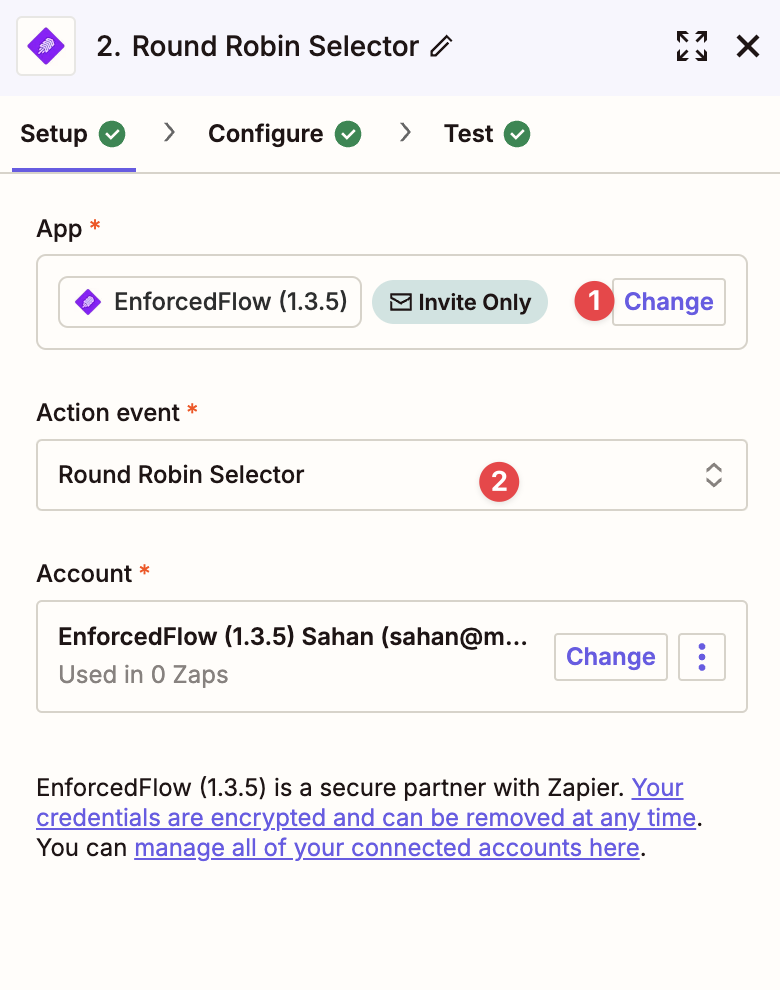 2. Round Robin Selector
Setup Configure Test
App *
EnforcedFlow (1.3.5) Invite Only 1 Change
Action event *
Round Robin Selector 2
Account *
EnforcedFlow (1.3.5) Sahan (sahan@m...
Used in 0 Zaps
Change
EnforcedFlow (1.3.5) is a secure partner with Zapier. Your
credentials are encrypted and can be removed at any time.
You can manage all of your connected accounts here.